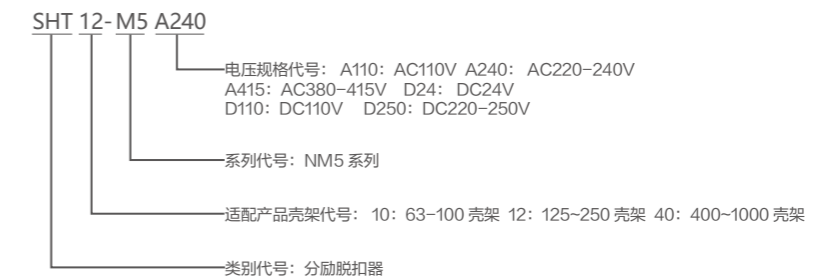 SHT 12-M5 A240
电压规格代号： A110：AC110V A240： AC220-240V
A415：AC380-415V D24： DC24V
D110：DC110V D250：DC220-250V
系列代号：NM5 系列
适配产品壳架代号： 10：63-100 壳架 12：125~250 壳架 40：400~1000 壳架
类别代号：分励脱扣器